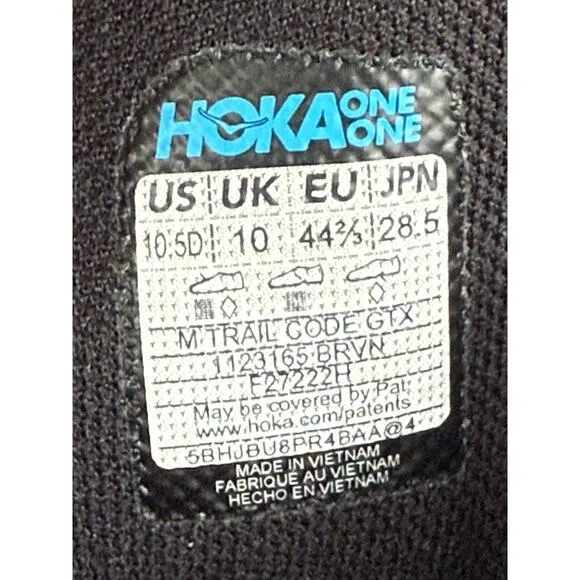 HOKA ONE ONE
US UK EU JPN
10.5D 10 44⅔ 28.5
M TRAIL CODE GTX
1123165 BRVN
F27222H
May be covered by Pat.
www.hoka.com/patents
5BHJBU8PR4BAA@4
MADE IN VIETNAM
FABRIQUE AU VIETNAM
HECHO EN VIETNAM